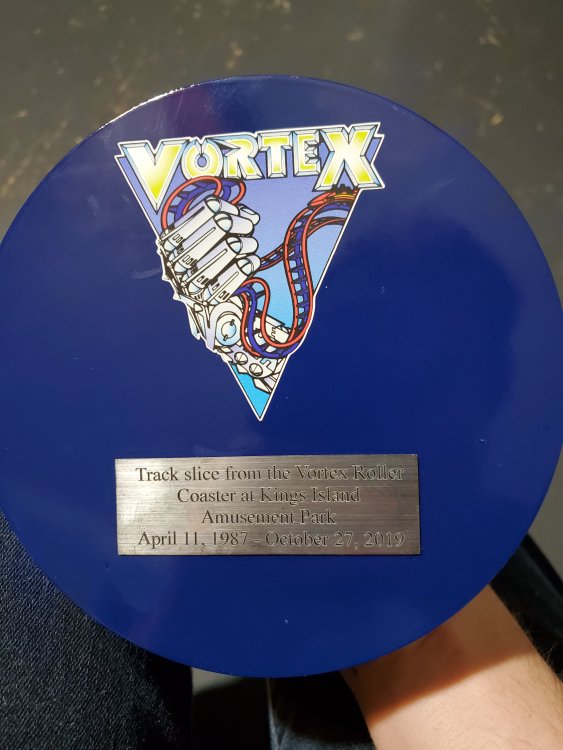 VORTEX
Track slice from the Vortex Roller
Coaster at Kings Island
Amusement Park
April 11, 1987 - October 27, 2019